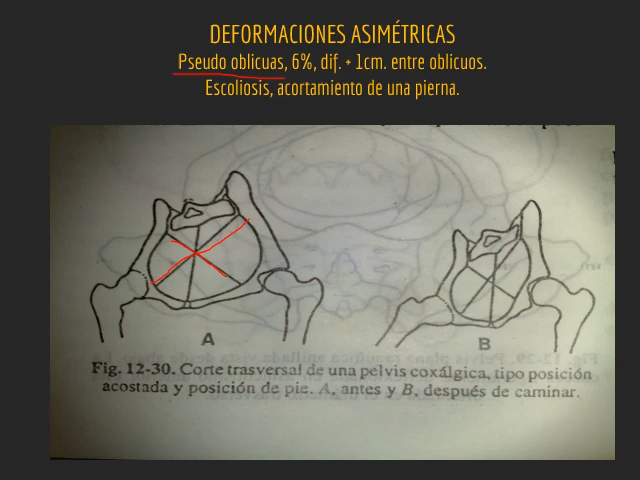 DEFORMACIONES ASIMÉTRICAS
Pseudo oblicuas, 6%, dif. + 1cm. entre oblicuos.
Escoliosis, acortamiento de una pierna.
A
B
Fig. 12-30. Corte trasversal de una pelvis coxálgica, tipo posición
acostada y posición de pie. A, antes y B, después de caminar.